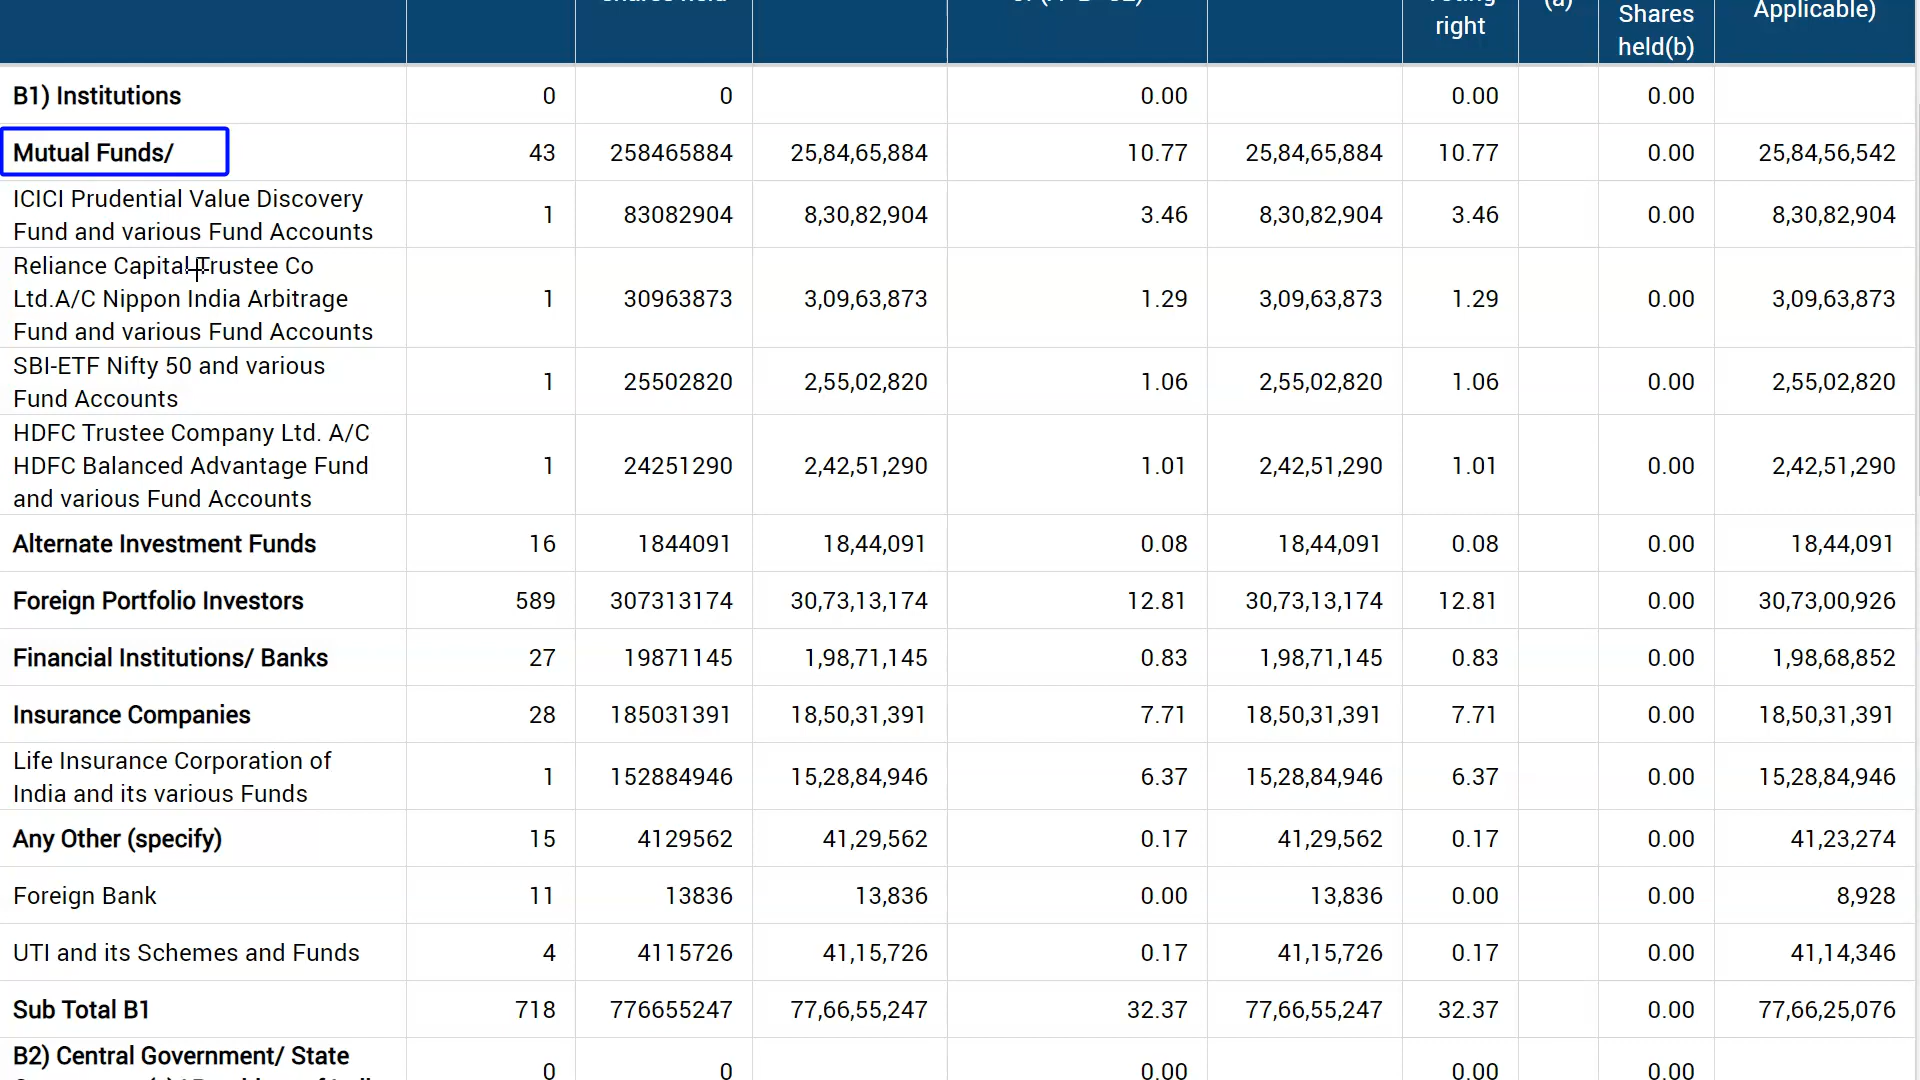 right
(a)
Shares
held(b)
Applicable)
B1) Institutions 0 0 0.00 0.00 0.00
Mutual Funds/ 43 258465884 25,84,65,884 10.77 25,84,65,884 10.77 0.00 25,84,56,542
ICICI Prudential Value Discovery
Fund and various Fund Accounts 1 83082904 8,30,82,904 3.46 8,30,82,904 3.46 0.00 8,30,82,904
Reliance Capital Trustee Co
Ltd.A/C Nippon India Arbitrage 1 30963873 3,09,63,873 1.29 3,09,63,873 1.29 0.00 3,09,63,873
Fund and various Fund Accounts
SBI-ETF Nifty 50 and various
Fund Accounts 1 25502820 2,55,02,820 1.06 2,55,02,820 1.06 0.00 2,55,02,820
HDFC Trustee Company Ltd. A/C
HDFC Balanced Advantage Fund 1 24251290 2,42,51,290 1.01 2,42,51,290 1.01 0.00 2,42,51,290
and various Fund Accounts
Alternate Investment Funds 16 1844091 18,44,091 0.08 18,44,091 0.08 0.00 18,44,091
Foreign Portfolio Investors 589 307313174 30,73,13,174 12.81 30,73,13,174 12.81 0.00 30,73,00,926
Financial Institutions/ Banks 27 19871145 1,98,71,145 0.83 1,98,71,145 0.83 0.00 1,98,68,852
Insurance Companies 28 185031391 18,50,31,391 7.71 18,50,31,391 7.71 0.00 18,50,31,391
Life Insurance Corporation of
India and its various Funds 1 152884946 15,28,84,946 6.37 15,28,84,946 6.37 0.00 15,28,84,946
Any Other (specify) 15 4129562 41,29,562 0.17 41,29,562 0.17 0.00 41,23,274
Foreign Bank 11 13836 13,836 0.00 13,836 0.00 0.00 8,928
UTI and its Schemes and Funds 4 4115726 41,15,726 0.17 41,15,726 0.17 0.00 41,14,346
Sub Total B1 718 776655247 77,66,55,247 32.37 77,66,55,247 32.37 0.00 77,66,25,076
B2) Central Government/ State
0 0 0.00 0.00 0.00